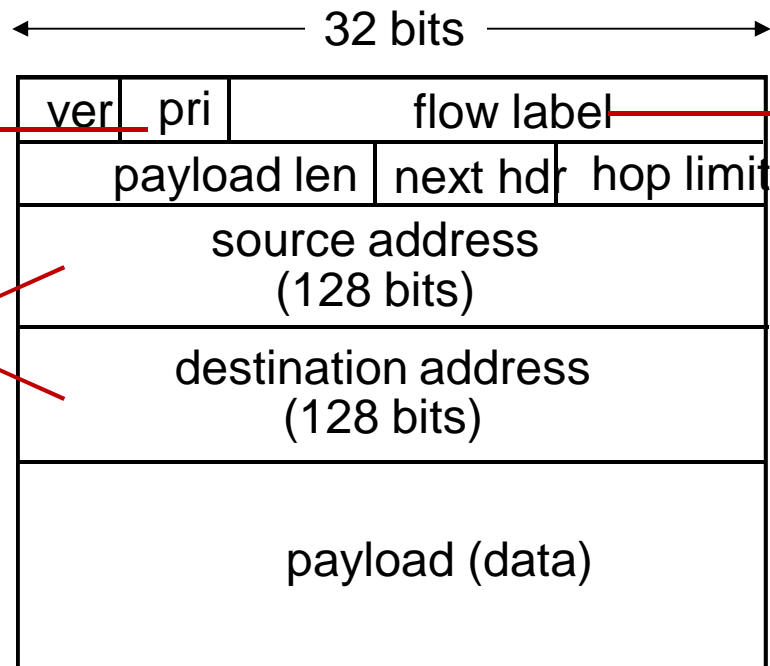 32 bits
ver pri flow label
payload len next hdr hop limit
source address
(128 bits)
destination address
(128 bits)
payload (data)